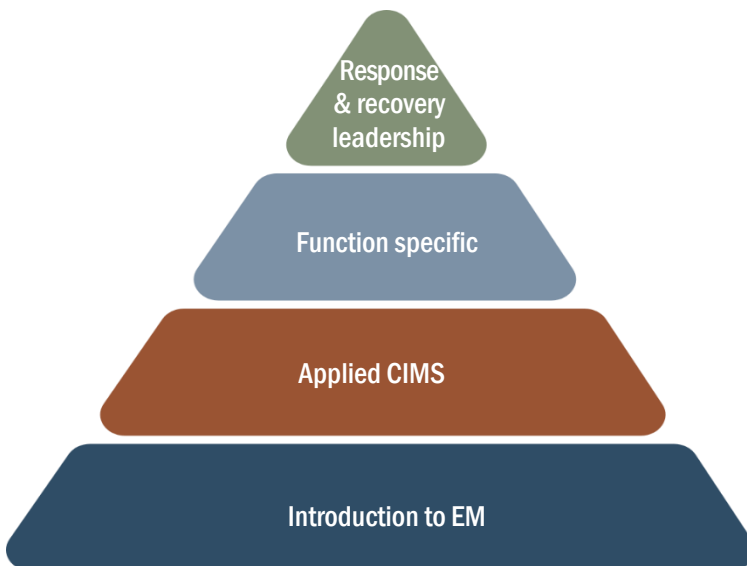 Response
& recovery
leadership
Function specific
Applied CIMS
Introduction to EM